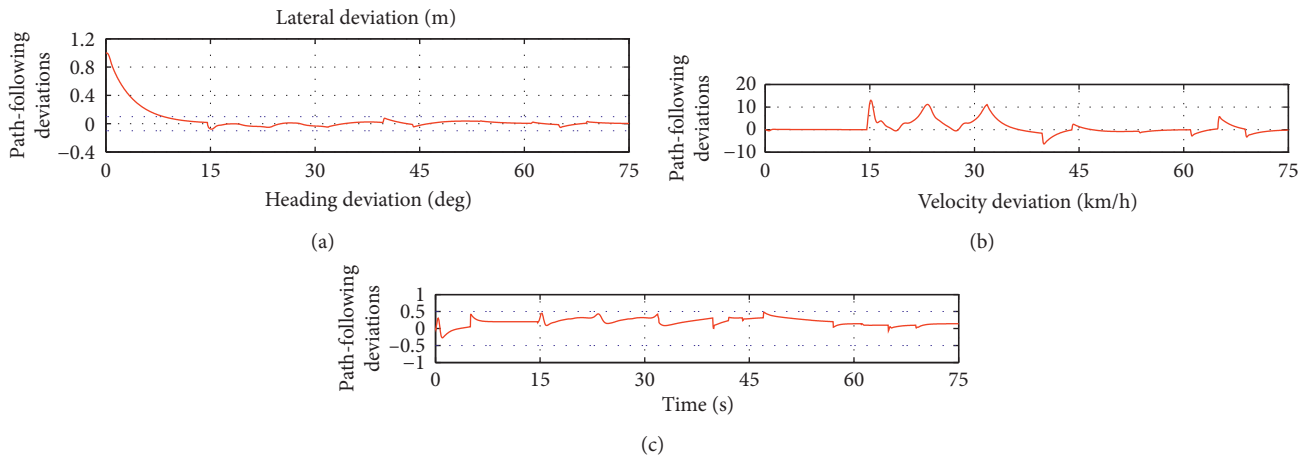 Lateral deviation (m)
Path-following
deviations
1.2
0.8
0.4
0
−0.4
0 15 30 45 60 75
Heading deviation (deg)
(a)
Path-following
deviations
20
10
0
−10
0 15 30 45 60 75
Velocity deviation (km/h)
(b)
Path-following
deviations
1
0.5
0
−0.5
−1
0 15 30 45 60 75
Time (s)
(c)